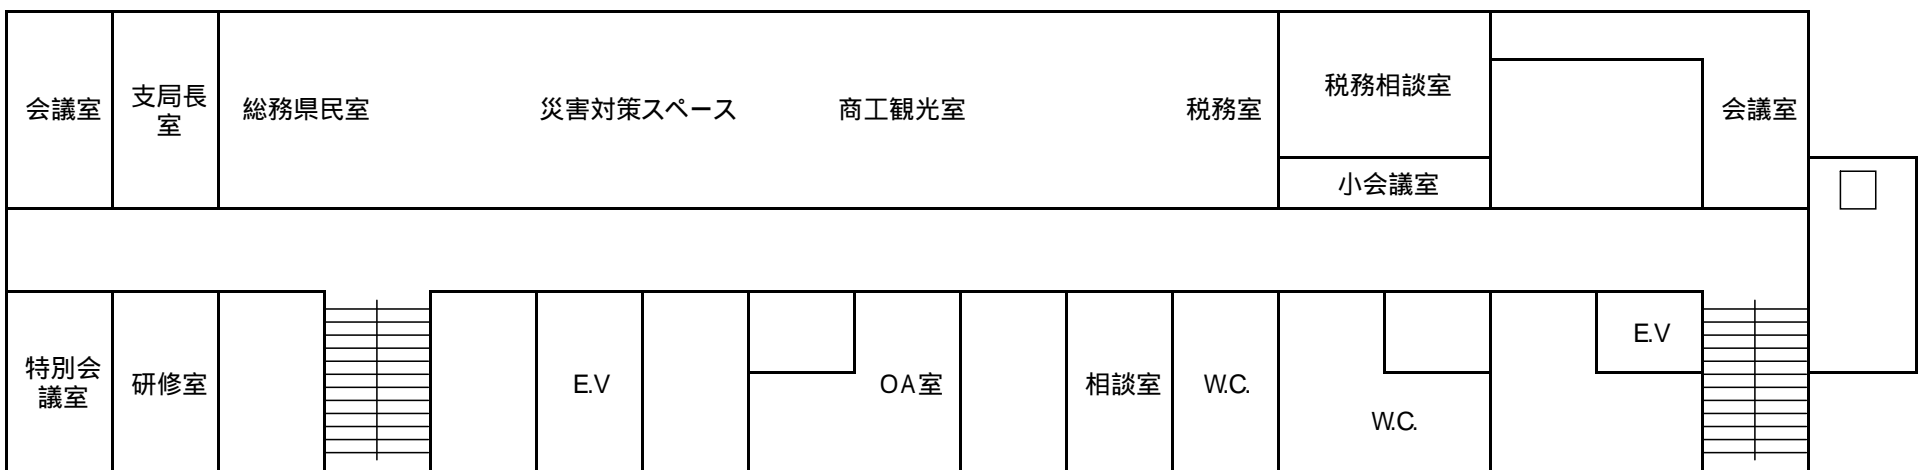 会議室
支局長
室
総務県民室
災害対策スペース
商工観光室
税務室
税務相談室
小会議室
会議室
特別会
議室
研修室
E.V
OA室
相談室
W.C.
W.C.
E.V